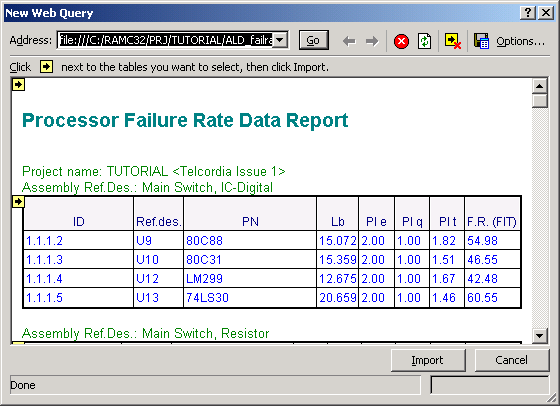 New Web Query
Address: file:///C:/RAMC32/PRJ/TUTORIAL/ALD_failra Go Options...
Click next to the tables you want to select, then click Import.
Processor Failure Rate Data Report
Project name: TUTORIAL <Telcordia Issue 1>
Assembly Ref.Des.: Main Switch, IC-Digital
ID Ref.des. PN Lb PI e PI q PI t F.R. (FIT)
1.1.1.2 U9 80C88 15.072 2.00 1.00 1.82 54.98
1.1.1.3 U10 80C31 15.359 2.00 1.00 1.51 46.55
1.1.1.4 U12 LM299 12.675 2.00 1.00 1.67 42.48
1.1.1.5 U13 74LS30 20.659 2.00 1.00 1.46 60.55
Assembly Ref.Des.: Main Switch, Resistor
Import Cancel
Done